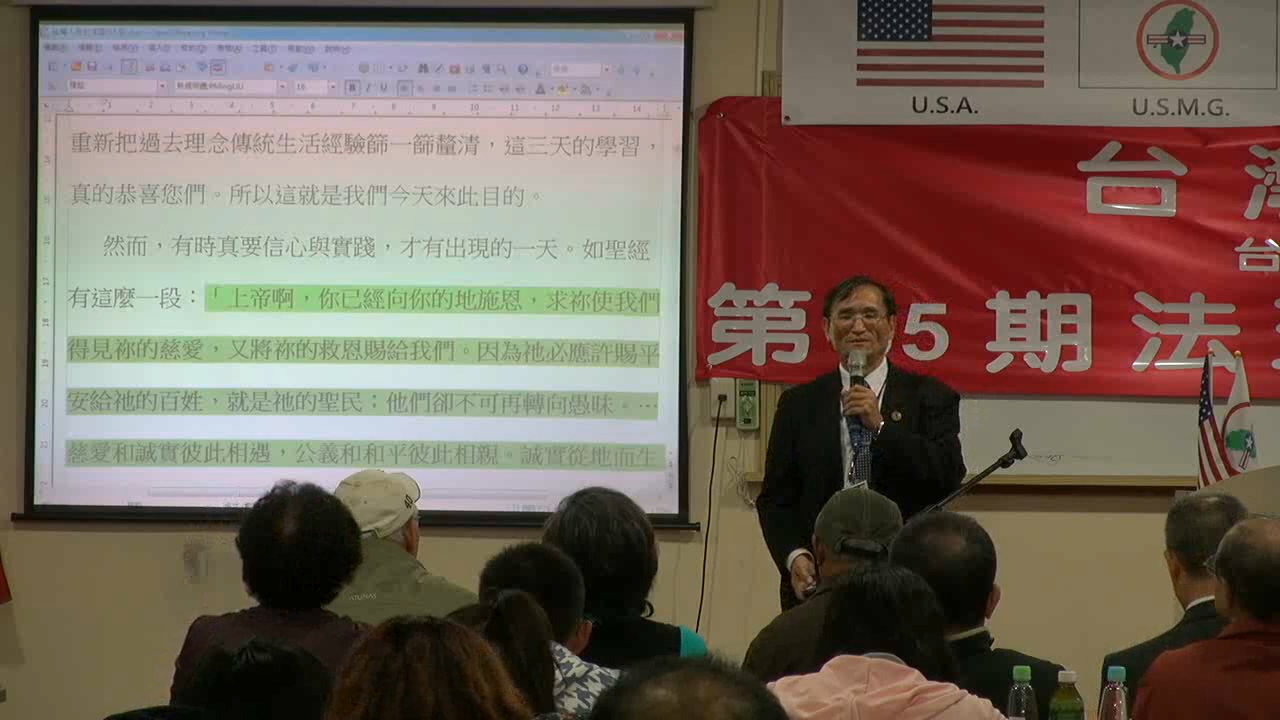 重新把過去理念傳統生活經驗篩一篩釐清，這三天的學習，
真的恭喜您們。所以這就是我們今天來此目的。
然而，有時真要信心與實踐，才有出現的一天。如聖經
有這麼一段：「上帝啊，你已經向你的地施恩，求祢使我們
得見祢的慈愛，又將祢的救恩賜給我們。因為祂必應許賜平
安給祂的百姓，就是祂的聖民；他們卻不可再轉向愚昧。…
慈愛和誠實彼此相遇，公義和和平彼此相親。誠實從地而生
U.S.A.
U.S.M.G.
台灣
台
第 5 期 法
ATUNAS